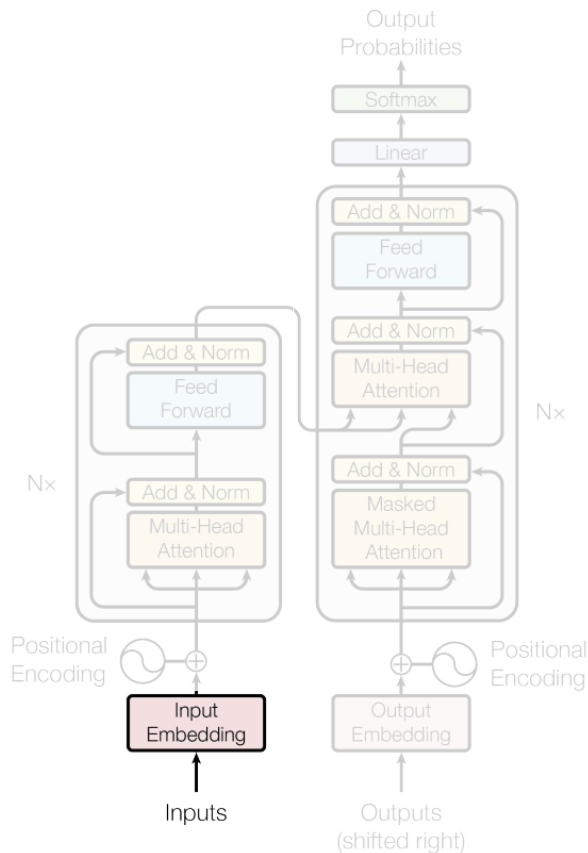 Output
Probabilities
Softmax
Linear
Add & Norm
Feed
Forward
Add & Norm
Multi-Head
Attention
Add & Norm
Masked
Multi-Head
Attention
N×
Add & Norm
Feed
Forward
N×
Add & Norm
Multi-Head
Attention
Positional
Encoding
Positional
Encoding
Input
Embedding
Output
Embedding
Inputs
Outputs
(shifted right)